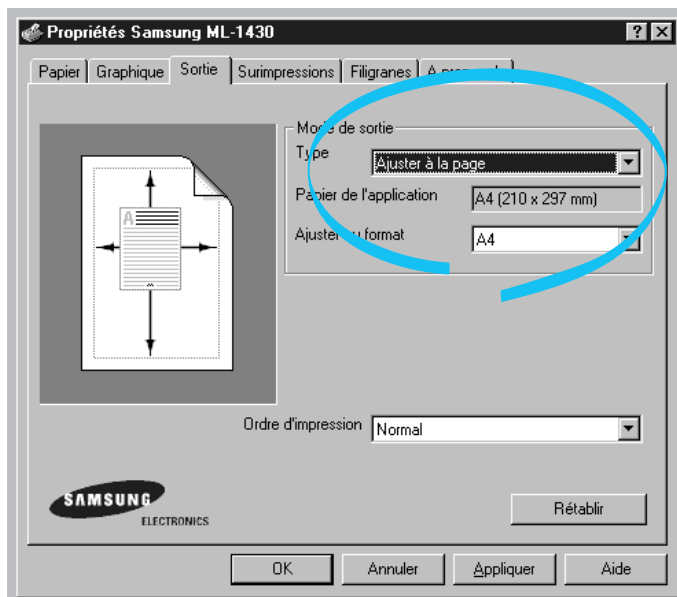 Propriétés Samsung ML-1430
Papier Graphique Sortie Surimpressions Filigranes A
Mode de sortie
Type Ajuster à la page
Papier de l'application A4 (210 x 297 mm)
Ajuster au format A4
A
Ordre d'impression Normal
SAMSUNG
ELECTRONICS
Rétablir
OK Annuler Appliquer Aide